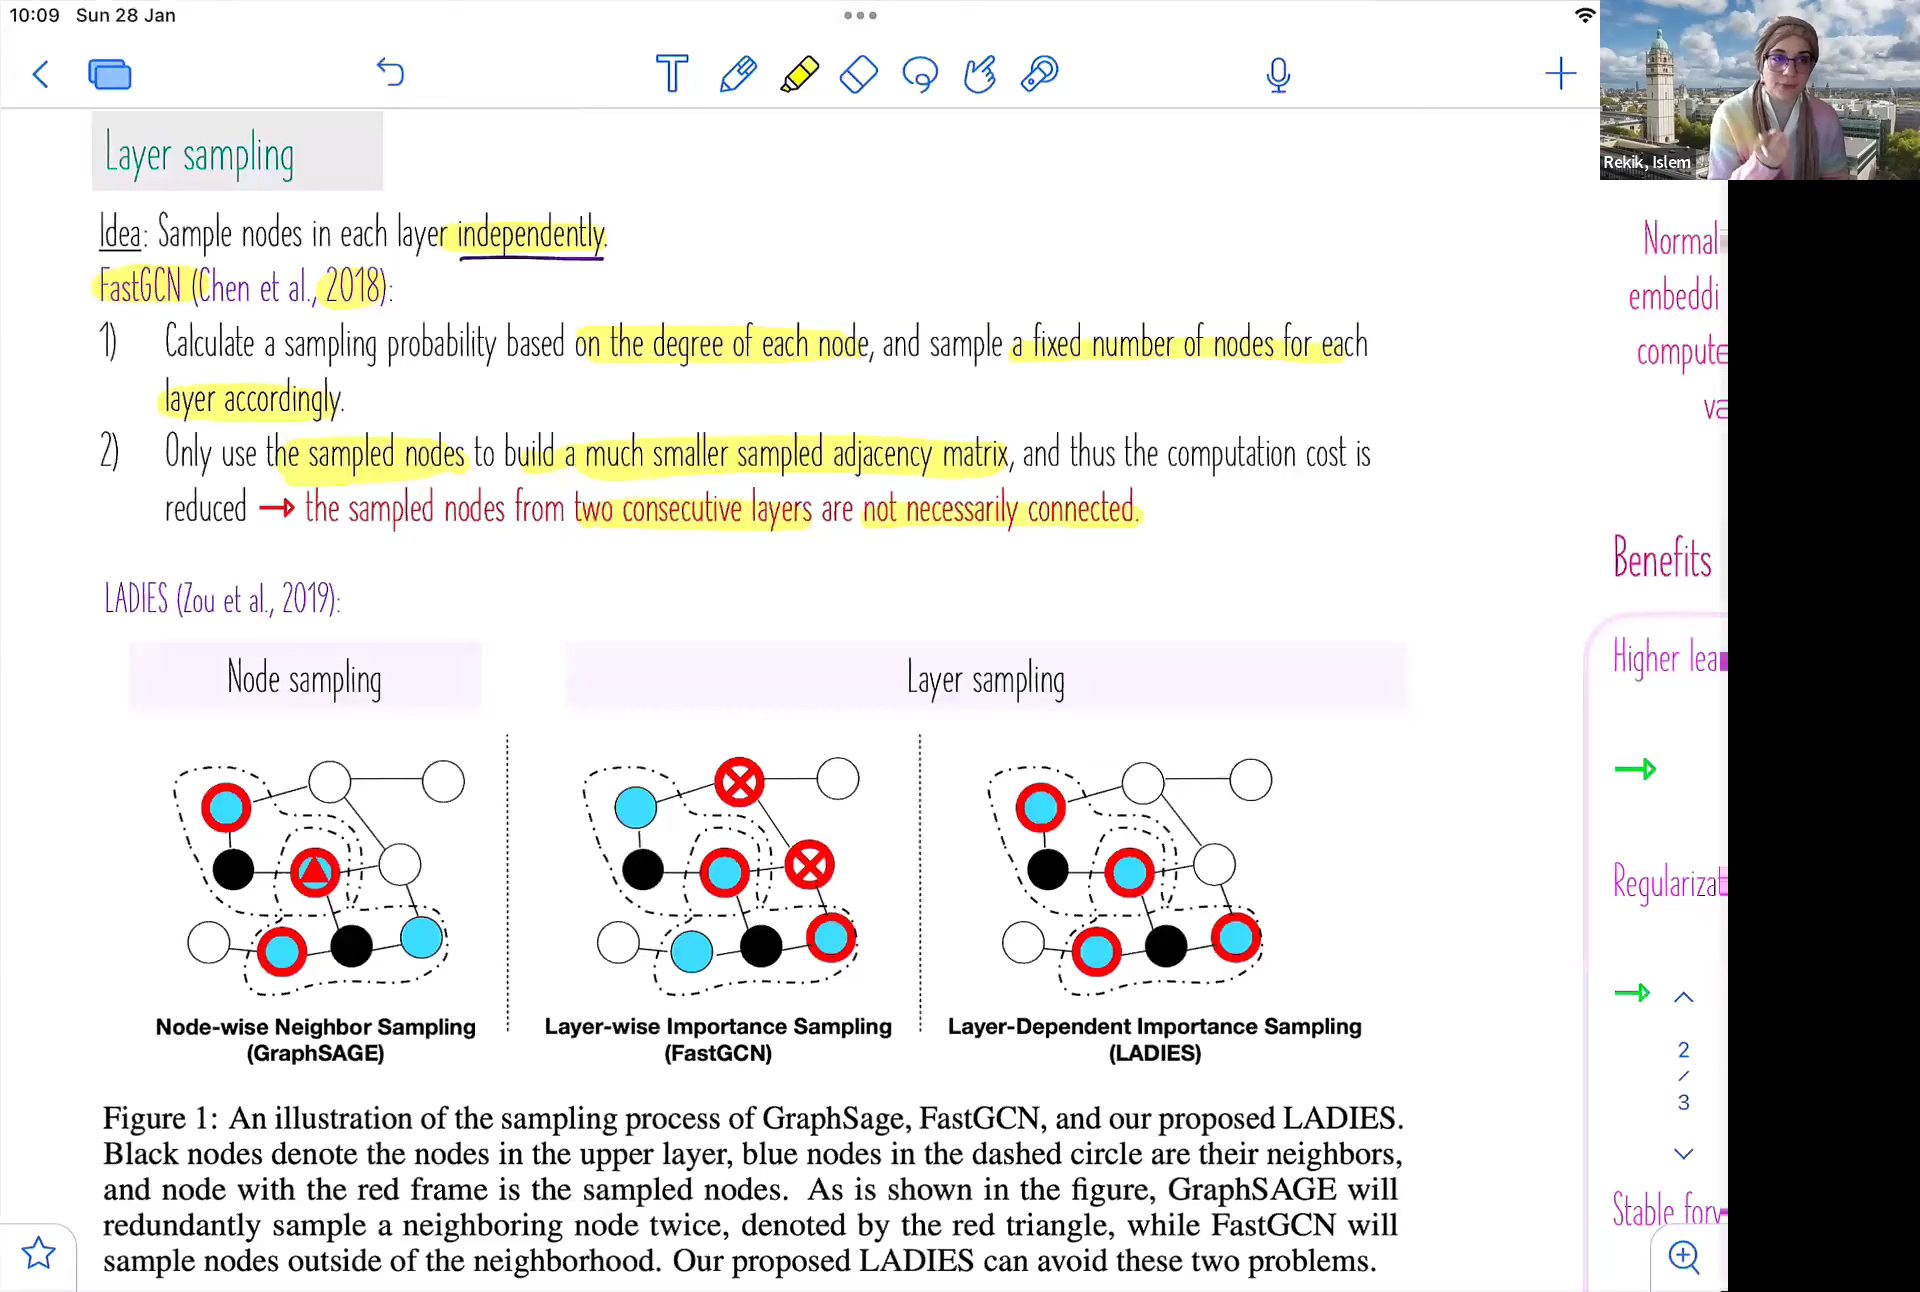 10:09 Sun 28 Jan
Rekik, Islem
Layer sampling
Idea: Sample nodes in each layer independently.
FastGCN (Chen et al., 2018):
1) Calculate a sampling probability based on the degree of each node, and sample a fixed number of nodes for each
layer accordingly.
2) Only use the sampled nodes to build a much smaller sampled adjacency matrix, and thus the computation cost is
reduced → the sampled nodes from two consecutive layers are not necessarily connected.
LADIES (Zou et al., 2019):
Node sampling
Layer sampling
Node-wise Neighbor Sampling
(GraphSAGE)
Layer-wise Importance Sampling
(FastGCN)
Layer-Dependent Importance Sampling
(LADIES)
Figure 1: An illustration of the sampling process of GraphSage, FastGCN, and our proposed LADIES.
Black nodes denote the nodes in the upper layer, blue nodes in the dashed circle are their neighbors,
and node with the red frame is the sampled nodes. As is shown in the figure, GraphSAGE will
redundantly sample a neighboring node twice, denoted by the red triangle, while FastGCN will
sample nodes outside of the neighborhood. Our proposed LADIES can avoid these two problems.
Normal
embeddi
compute
va
Benefits
Higher lea
Regularizat
2
/
3
Stable forv